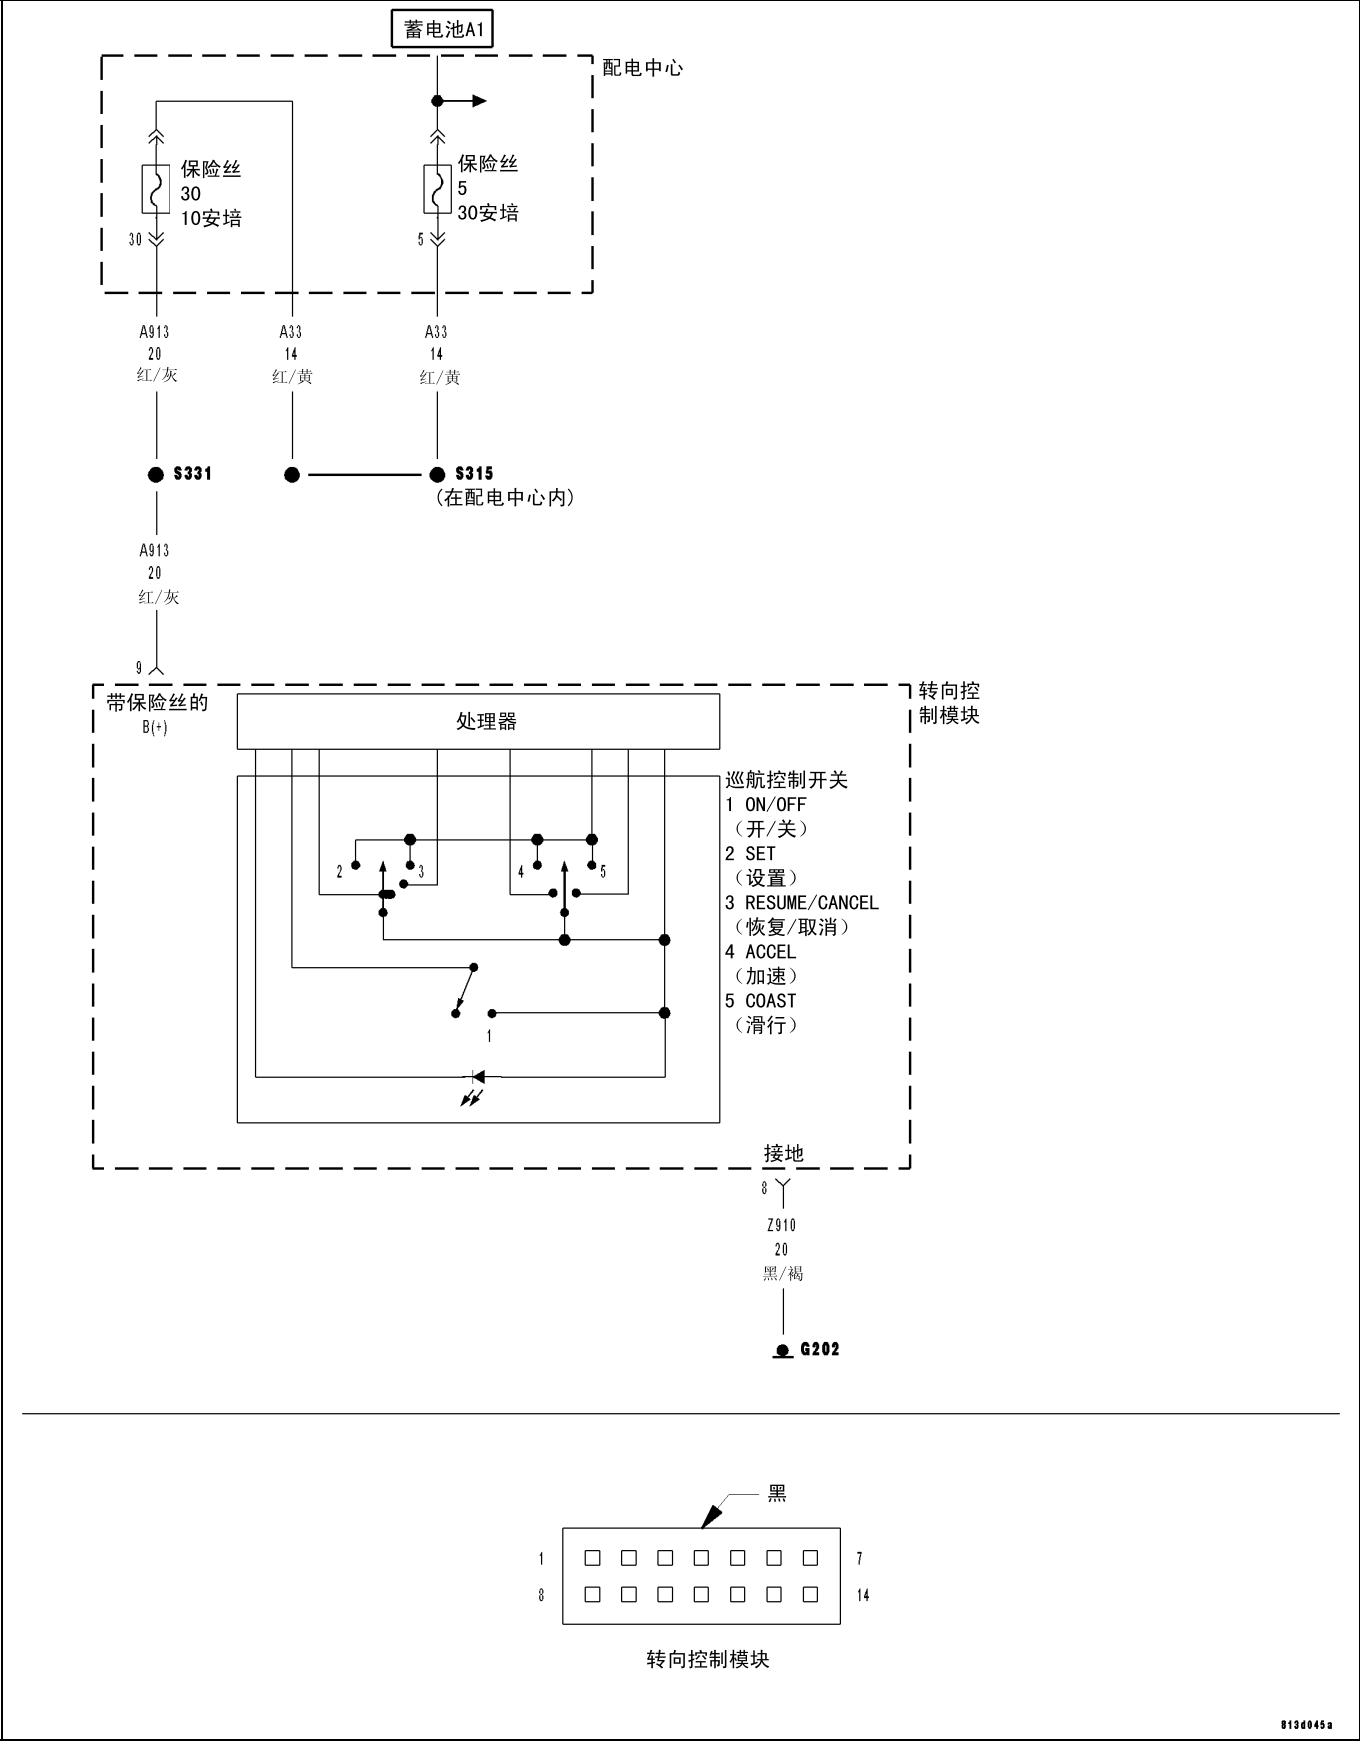 蓄电池A1
配电中心
保险丝
30
10安培
保险丝
5
30安培
30
5
A913
20
红/灰
A33
14
红/黄
A33
14
红/黄
S331
S315
(在配电中心内)
A913
20
红/灰
9
带保险丝的
B(+)
处理器
转向控
制模块
巡航控制开关
1 ON/OFF
（开/关）
2 SET
（设置）
3 RESUME/CANCEL
（恢复/取消）
4 ACCEL
（加速）
5 COAST
（滑行）
2
3
4
5
1
接地
8
Z910
20
黑/褐
G202
黑
1
7
8
14
转向控制模块
813d045a